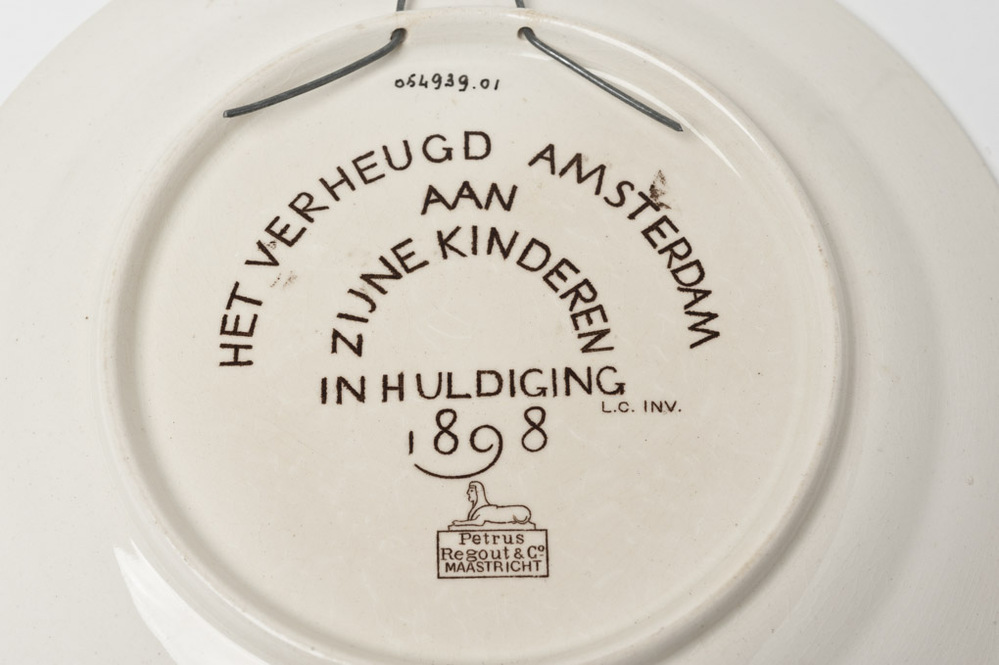 054939.01
HET VERHEUGD AMSTERDAM
AAN
ZIJNE KINDEREN
IN HULDIGING
L.C. INV.
1898
Petrus
Regout & Co.
MAASTRICHT